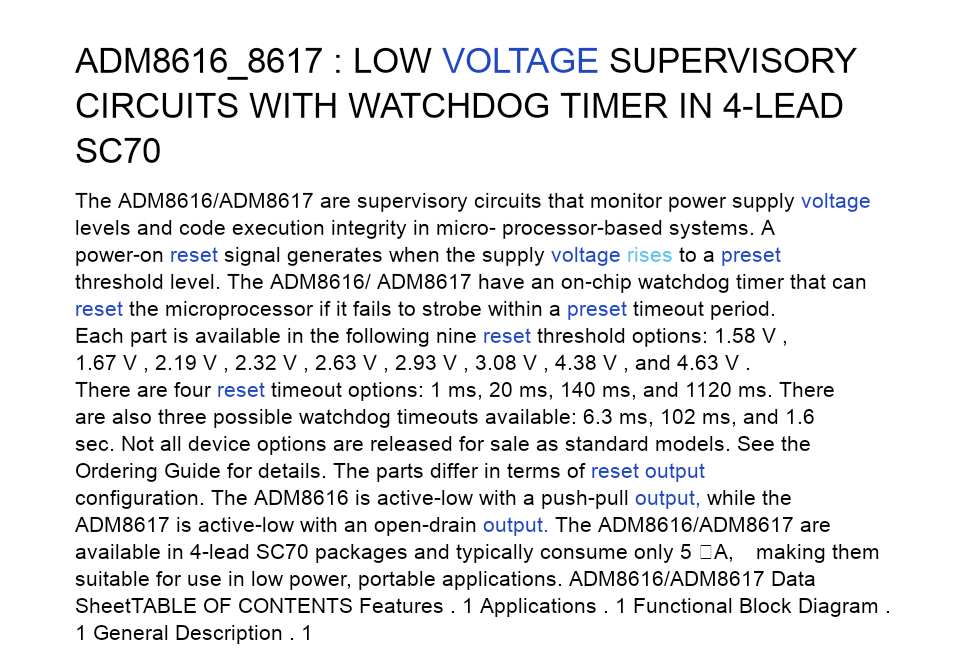 ADM8616_8617 : LOW VOLTAGE SUPERVISORY
CIRCUITS WITH WATCHDOG TIMER IN 4-LEAD
SC70
The ADM8616/ADM8617 are supervisory circuits that monitor power supply voltage
levels and code execution integrity in micro- processor-based systems. A
power-on reset signal generates when the supply voltage rises to a preset
threshold level. The ADM8616/ ADM8617 have an on-chip watchdog timer that can
reset the microprocessor if it fails to strobe within a preset timeout period.
Each part is available in the following nine reset threshold options: 1.58 V ,
1.67 V , 2.19 V , 2.32 V , 2.63 V , 2.93 V , 3.08 V , 4.38 V , and 4.63 V .
There are four reset timeout options: 1 ms, 20 ms, 140 ms, and 1120 ms. There
are also three possible watchdog timeouts available: 6.3 ms, 102 ms, and 1.6
sec. Not all device options are released for sale as standard models. See the
Ordering Guide for details. The parts differ in terms of reset output
configuration. The ADM8616 is active-low with a push-pull output, while the
ADM8617 is active-low with an open-drain output. The ADM8616/ADM8617 are
available in 4-lead SC70 packages and typically consume only 5 □A, making them
suitable for use in low power, portable applications. ADM8616/ADM8617 Data
SheetTABLE OF CONTENTS Features . 1 Applications . 1 Functional Block Diagram .
1 General Description . 1